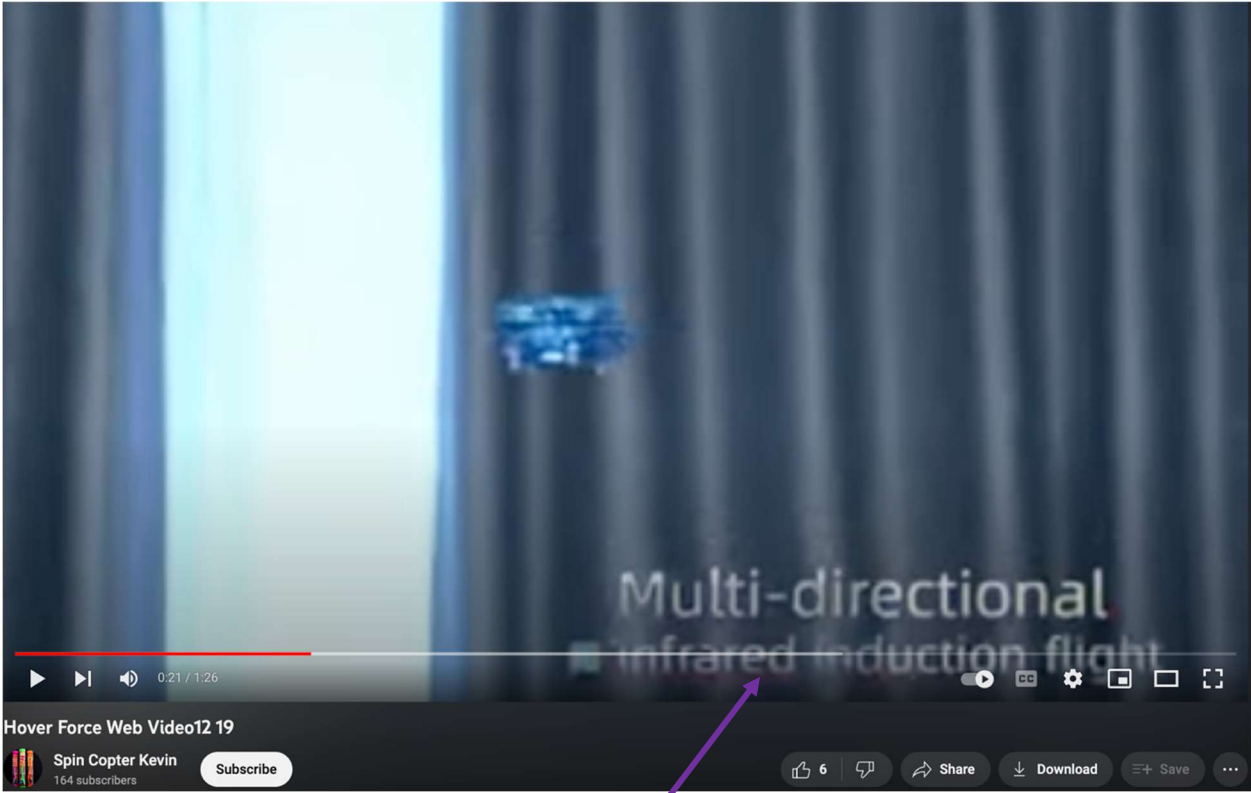 Multi-directional
infrared induction flight
0:21 / 1:26
CC
Hover Force Web Video12 19
Spin Copter Kevin
164 subscribers
Subscribe
6
Share
Download
Save